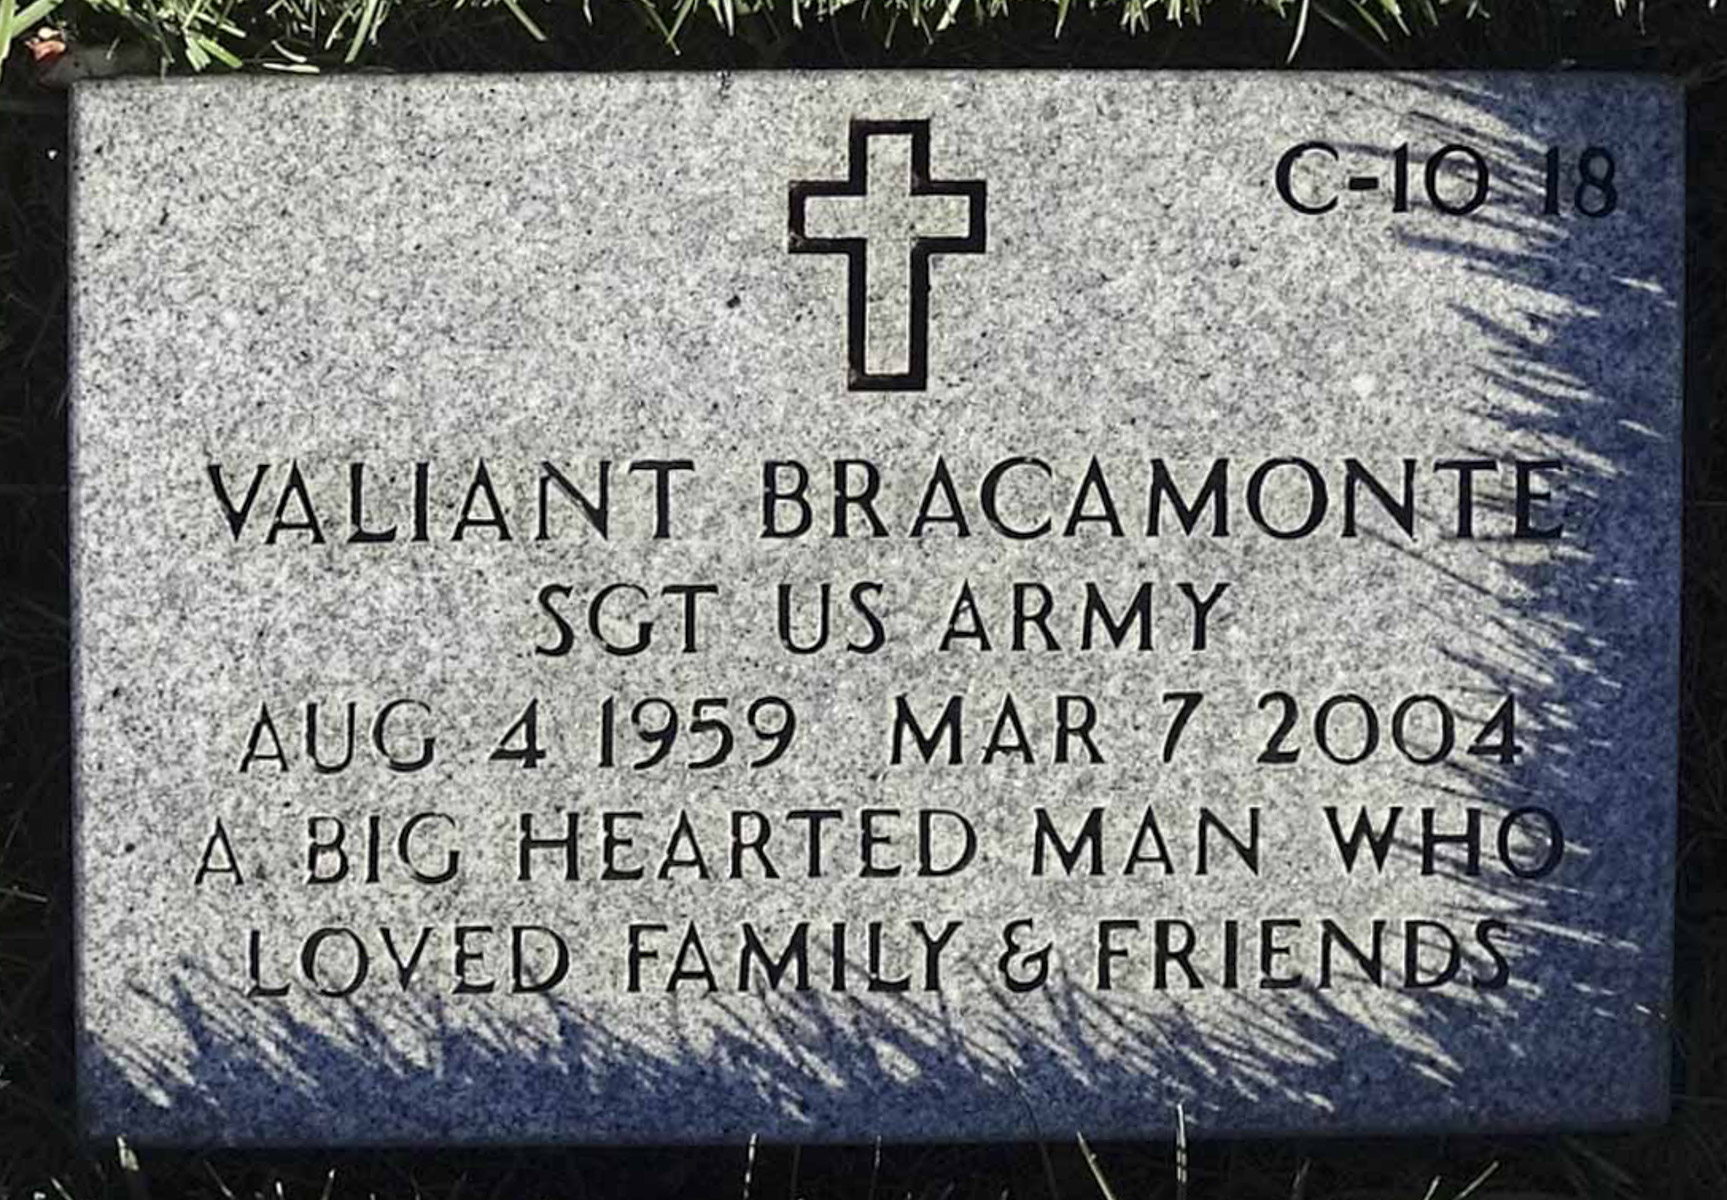 C-10 18
VALIANT BRACAMONTE
SGT US ARMY
AUG 4 1959 MAR 7 2004
A BIG HEARTED MAN WHO
LOVED FAMILY & FRIENDS